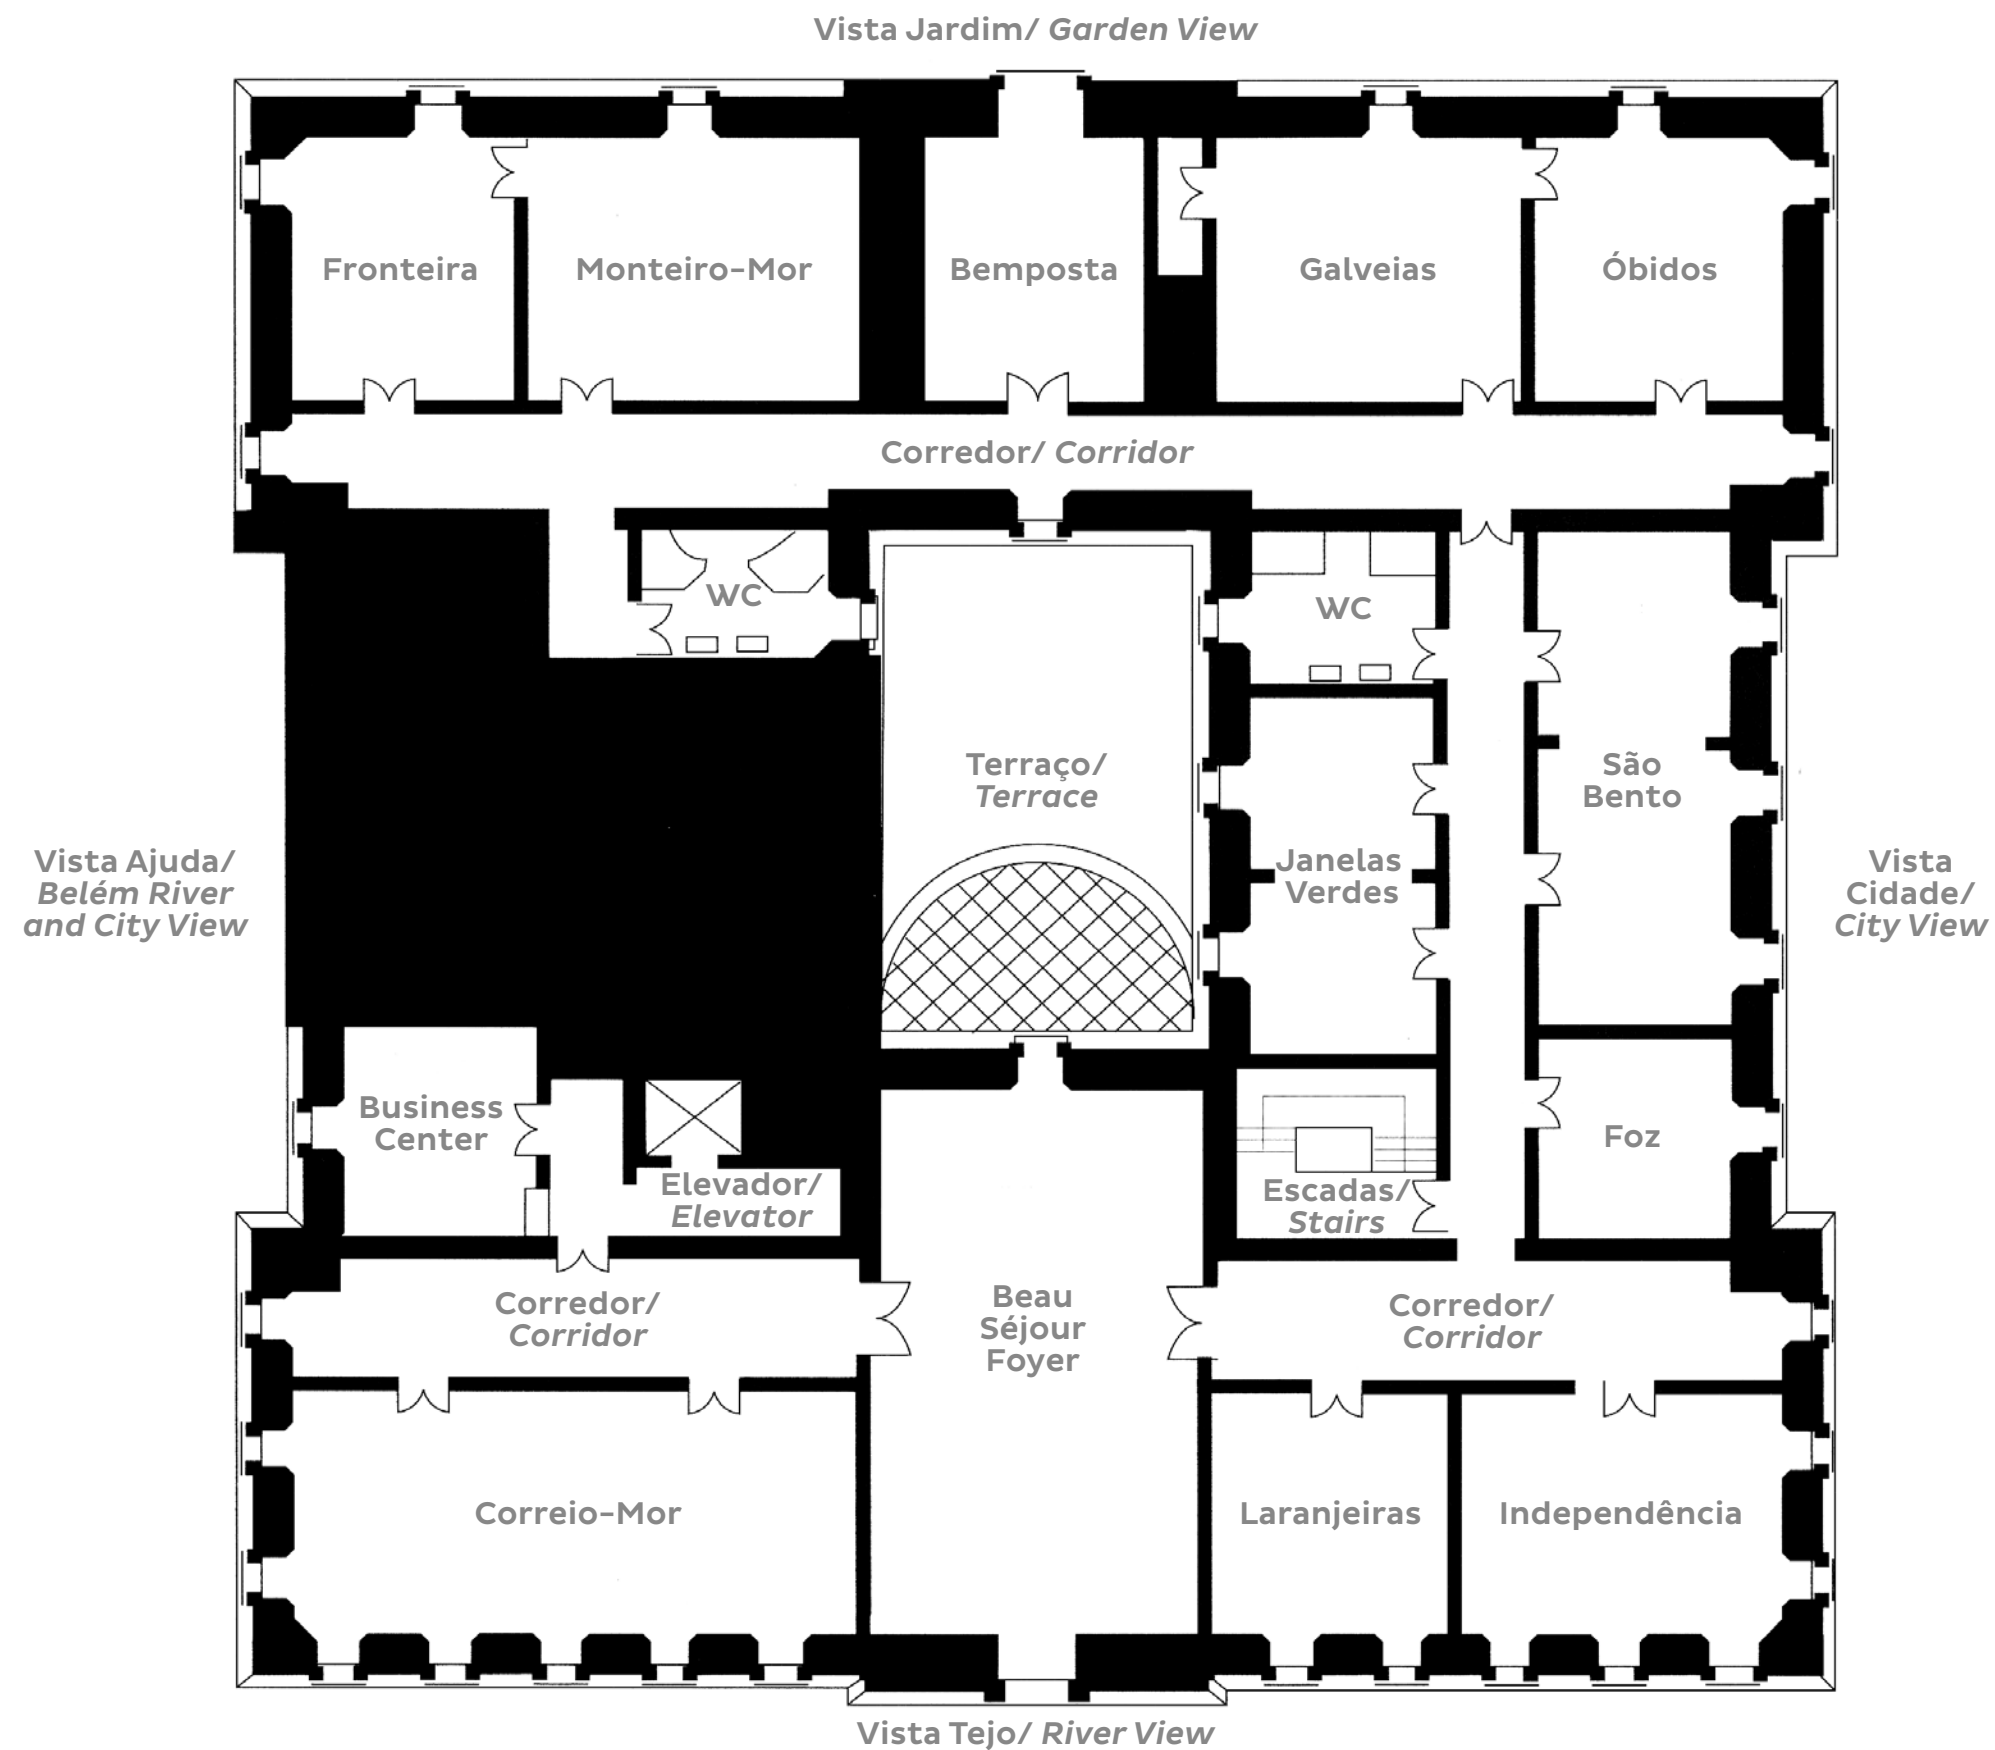 Vista Jardim/ Garden View
Fronteira
Monteiro-Mor
Bemposta
Galveias
Óbidos
Corredor/ Corridor
WC
WC
Terraço/
Terrace
São
Bento
Janelas
Verdes
Vista Ajuda/
Belém River
and City View
Vista
Cidade/
City View
Business
Center
Foz
Elevador/
Elevator
Escadas/
Stairs
Corredor/
Corridor
Beau
Séjour
Foyer
Corredor/
Corridor
Correio-Mor
Laranjeiras
Independência
Vista Tejo/ River View